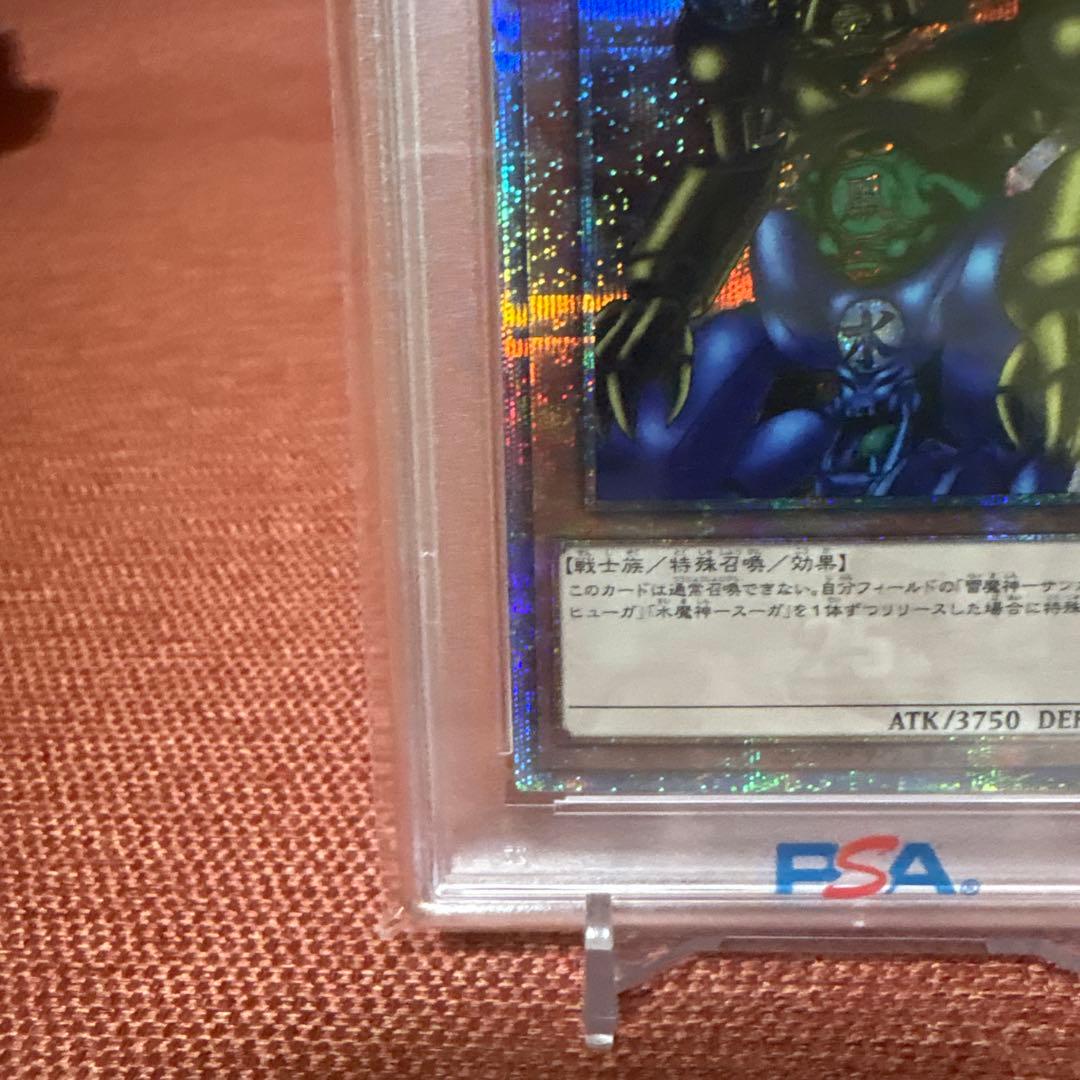 風
水
【戦士族／特殊召喚／効果】
このカードは通常召喚できない。自分フィールドの「雷魔神－サンガ
ヒューガ」「水魔神－スーガ」を1体ずつリリースした場合に特殊
25
ATK/3750 DEF
PSA®